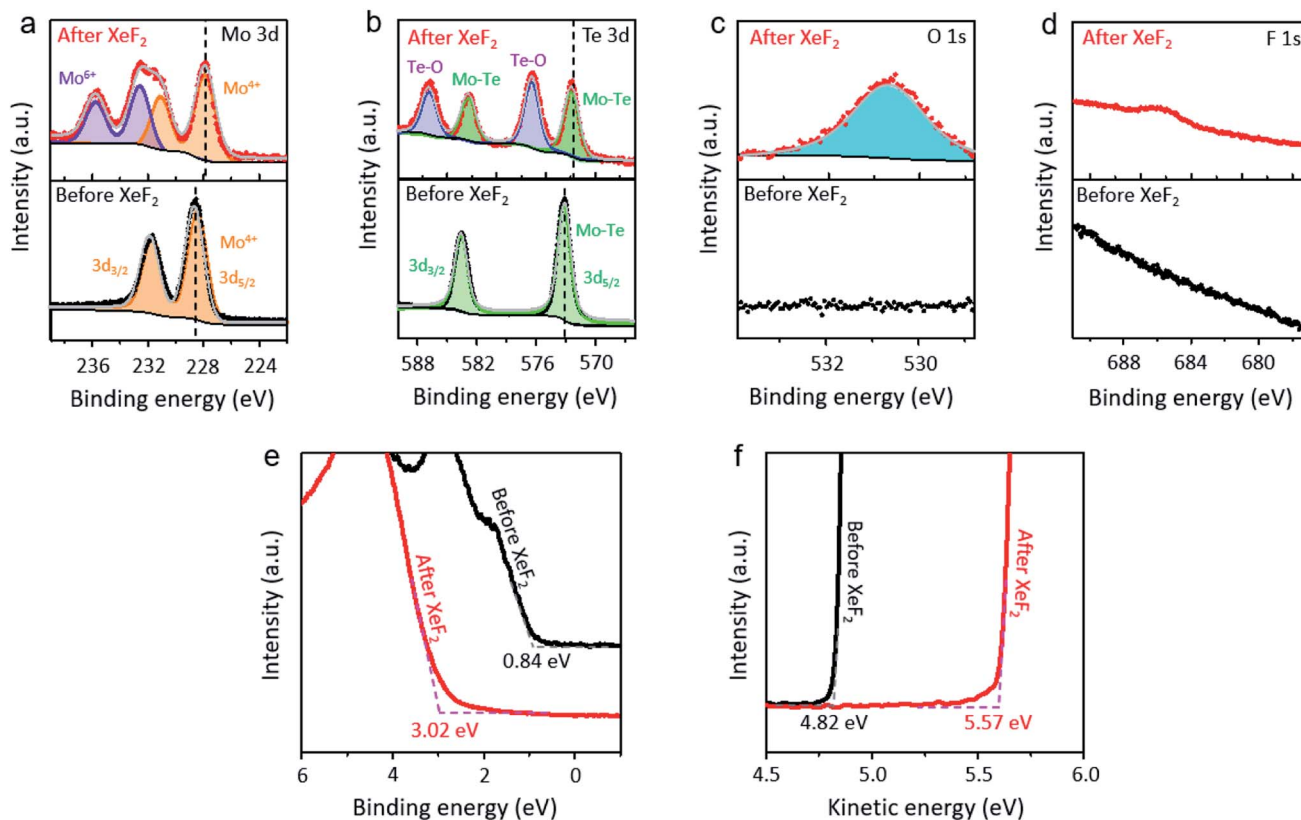 a
After XeF₂
Mo 3d
Mo⁶⁺
Mo⁴⁺
Before XeF₂
Mo⁴⁺
3d₃/₂
3d₅/₂
Intensity (a.u.)
236
232
228
224
Binding energy (eV)
b
After XeF₂
Te 3d
Te-O
Mo-Te
Te-O
Mo-Te
Before XeF₂
Mo-Te
3d₃/₂
3d₅/₂
Intensity (a.u.)
588
582
576
570
Binding energy (eV)
c
After XeF₂
O 1s
Before XeF₂
Intensity (a.u.)
532
530
Binding energy (eV)
d
After XeF₂
F 1s
Before XeF₂
Intensity (a.u.)
688
684
680
Binding energy (eV)
e
Before XeF₂
After XeF₂
0.84 eV
3.02 eV
Intensity (a.u.)
6
4
2
0
Binding energy (eV)
f
Before XeF₂
After XeF₂
4.82 eV
5.57 eV
Intensity (a.u.)
4.5
5.0
5.5
6.0
Kinetic energy (eV)